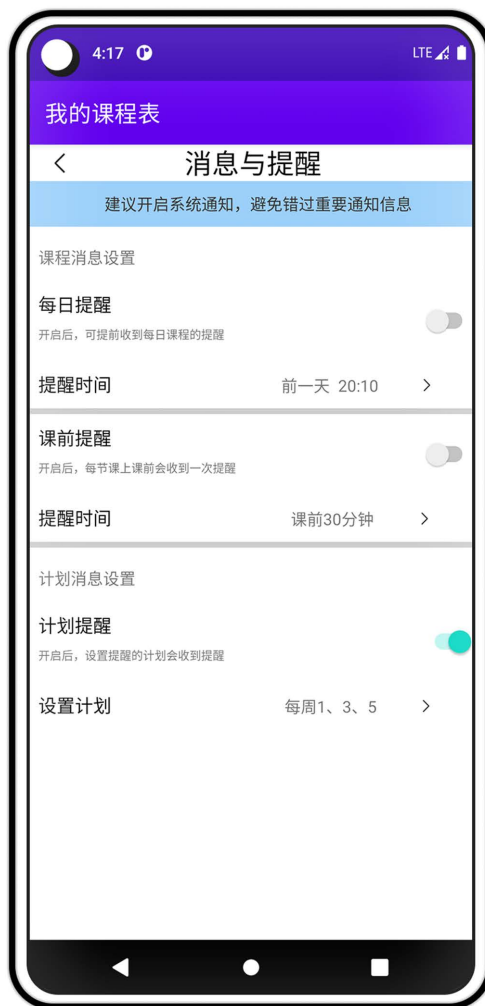 4:17
LTE
我的课程表
消息与提醒
建议开启系统通知，避免错过重要通知信息
课程消息设置
每日提醒
开启后，可提前收到每日课程的提醒
提醒时间 前一天 20:10
课前提醒
开启后，每节课上课前会收到一次提醒
提醒时间 课前30分钟
计划消息设置
计划提醒
开启后，设置提醒的计划会收到提醒
设置计划 每周1、3、5